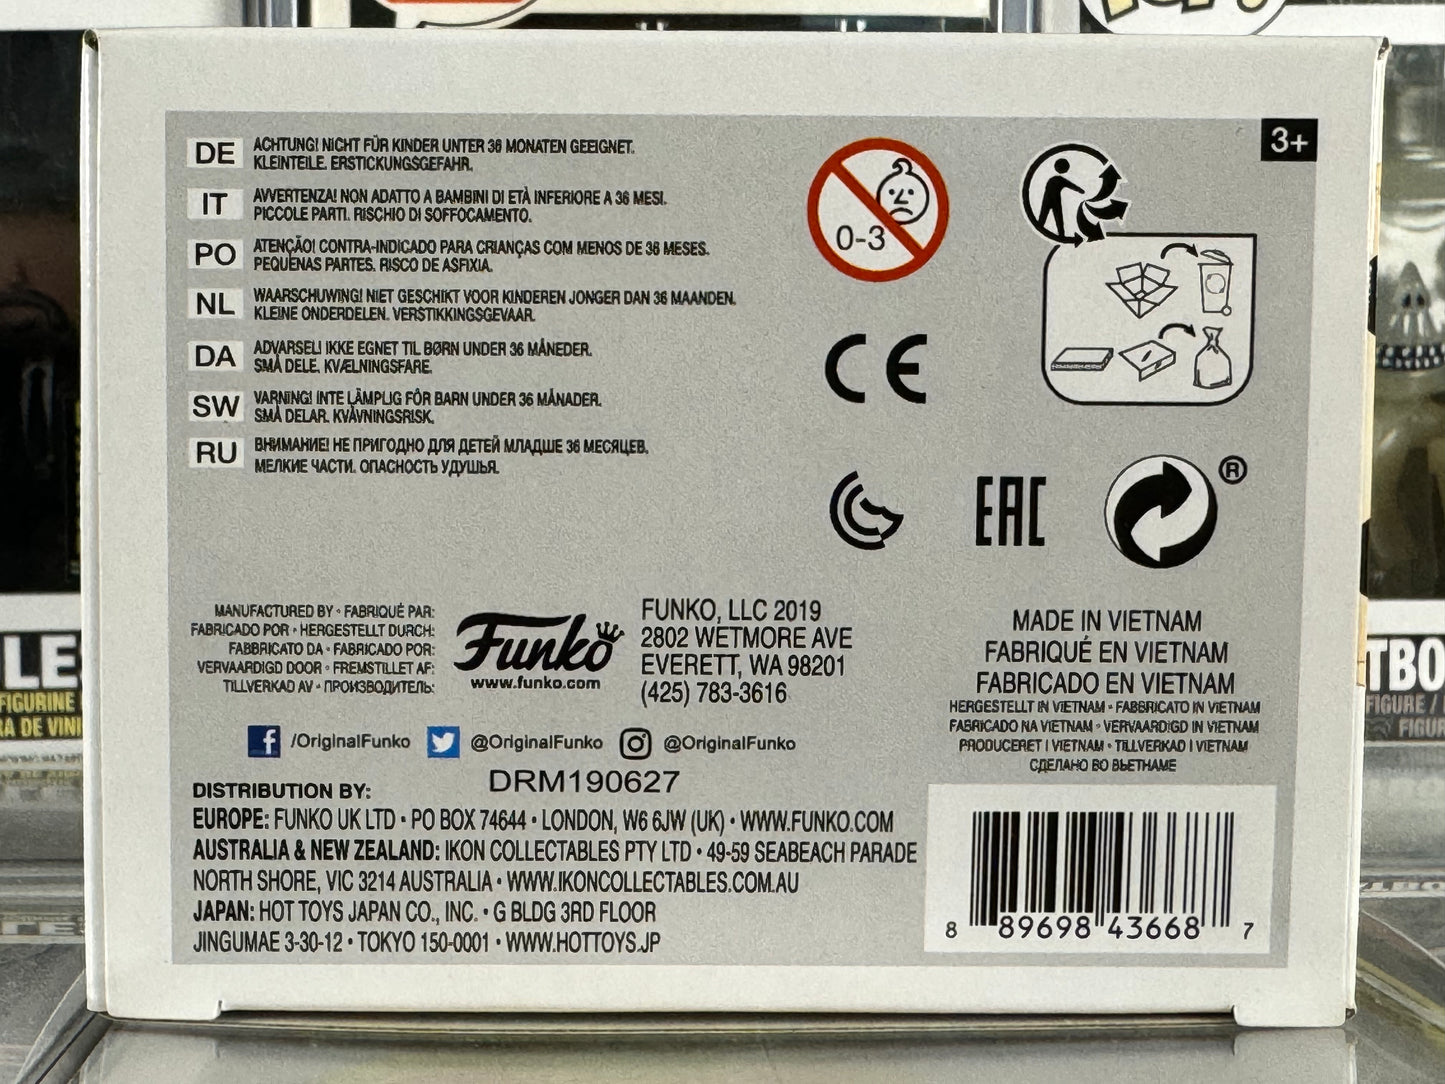 3+
DE ACHTUNG! NICHT FÜR KINDER UNTER 36 MONATEN GEEIGNET.
KLEINTEILE. ERSTICKUNGSGEFAHR.
IT AVVERTENZA! NON ADATTO A BAMBINI DI ETÀ INFERIORE A 36 MESI.
PICCOLE PARTI. RISCHIO DI SOFFOCAMENTO.
PO ATENÇÃO! CONTRA-INDICADO PARA CRIANÇAS COM MENOS DE 36 MESES.
PEQUENAS PARTES. RISCO DE ASFIXIA.
NL WAARSCHUWING! NIET GESCHIKT VOOR KINDEREN JONGER DAN 36 MAANDEN.
KLEINE ONDERDELEN. VERSTIKKINGSGEVAAR.
DA ADVARSEL! IKKE EGNET TIL BØRN UNDER 36 MÅNEDER.
SMÅ DELE. KVÆLNINGSFARE.
SW VARNING! INTE LÄMPLIG FÖR BARN UNDER 36 MÅNADER.
SMÅ DELAR. KVÄVNINGSRISK.
RU ВНИМАНИЕ! НЕ ПРИГОДНО ДЛЯ ДЕТЕЙ МЛАДШЕ 36 МЕСЯЦЕВ.
МЕЛКИЕ ЧАСТИ. ОПАСНОСТЬ УДУШЬЯ.
0-3
CE
EAC
®
MANUFACTURED BY • FABRIQUÉ PAR:
FABRICADO POR • HERGESTELLT DURCH:
FABBRICATO DA • FABRICADO POR:
VERVAARDIGD DOOR • FREMSTILLET AF:
TILLVERKAD AV • ПРОИЗВОДИТЕЛЬ:
Funko
www.funko.com
FUNKO, LLC 2019
2802 WETMORE AVE
EVERETT, WA 98201
(425) 783-3616
MADE IN VIETNAM
FABRIQUÉ EN VIETNAM
FABRICADO EN VIETNAM
HERGESTELLT IN VIETNAM • FABBRICATO IN VIETNAM
FABRICADO NA VIETNAM • VERVAARDIGD IN VIETNAM
PRODUCERET I VIETNAM • TILLVERKAD I VIETNAM
СДЕЛАНО ВО ВЬЕТНАМЕ
/OriginalFunko @OriginalFunko @OriginalFunko
DRM190627
DISTRIBUTION BY:
EUROPE: FUNKO UK LTD • PO BOX 74644 • LONDON, W6 6JW (UK) • WWW.FUNKO.COM
AUSTRALIA & NEW ZEALAND: IKON COLLECTABLES PTY LTD • 49-59 SEABEACH PARADE
NORTH SHORE, VIC 3214 AUSTRALIA • WWW.IKONCOLLECTABLES.COM.AU
JAPAN: HOT TOYS JAPAN CO., INC. • G BLDG 3RD FLOOR
JINGUMAE 3-30-12 • TOKYO 150-0001 • WWW.HOTTOYS.JP
8 89698 43668 7
LE
FIGURINE
RA DE VINI
TBO
FIGURE /
FIGUR